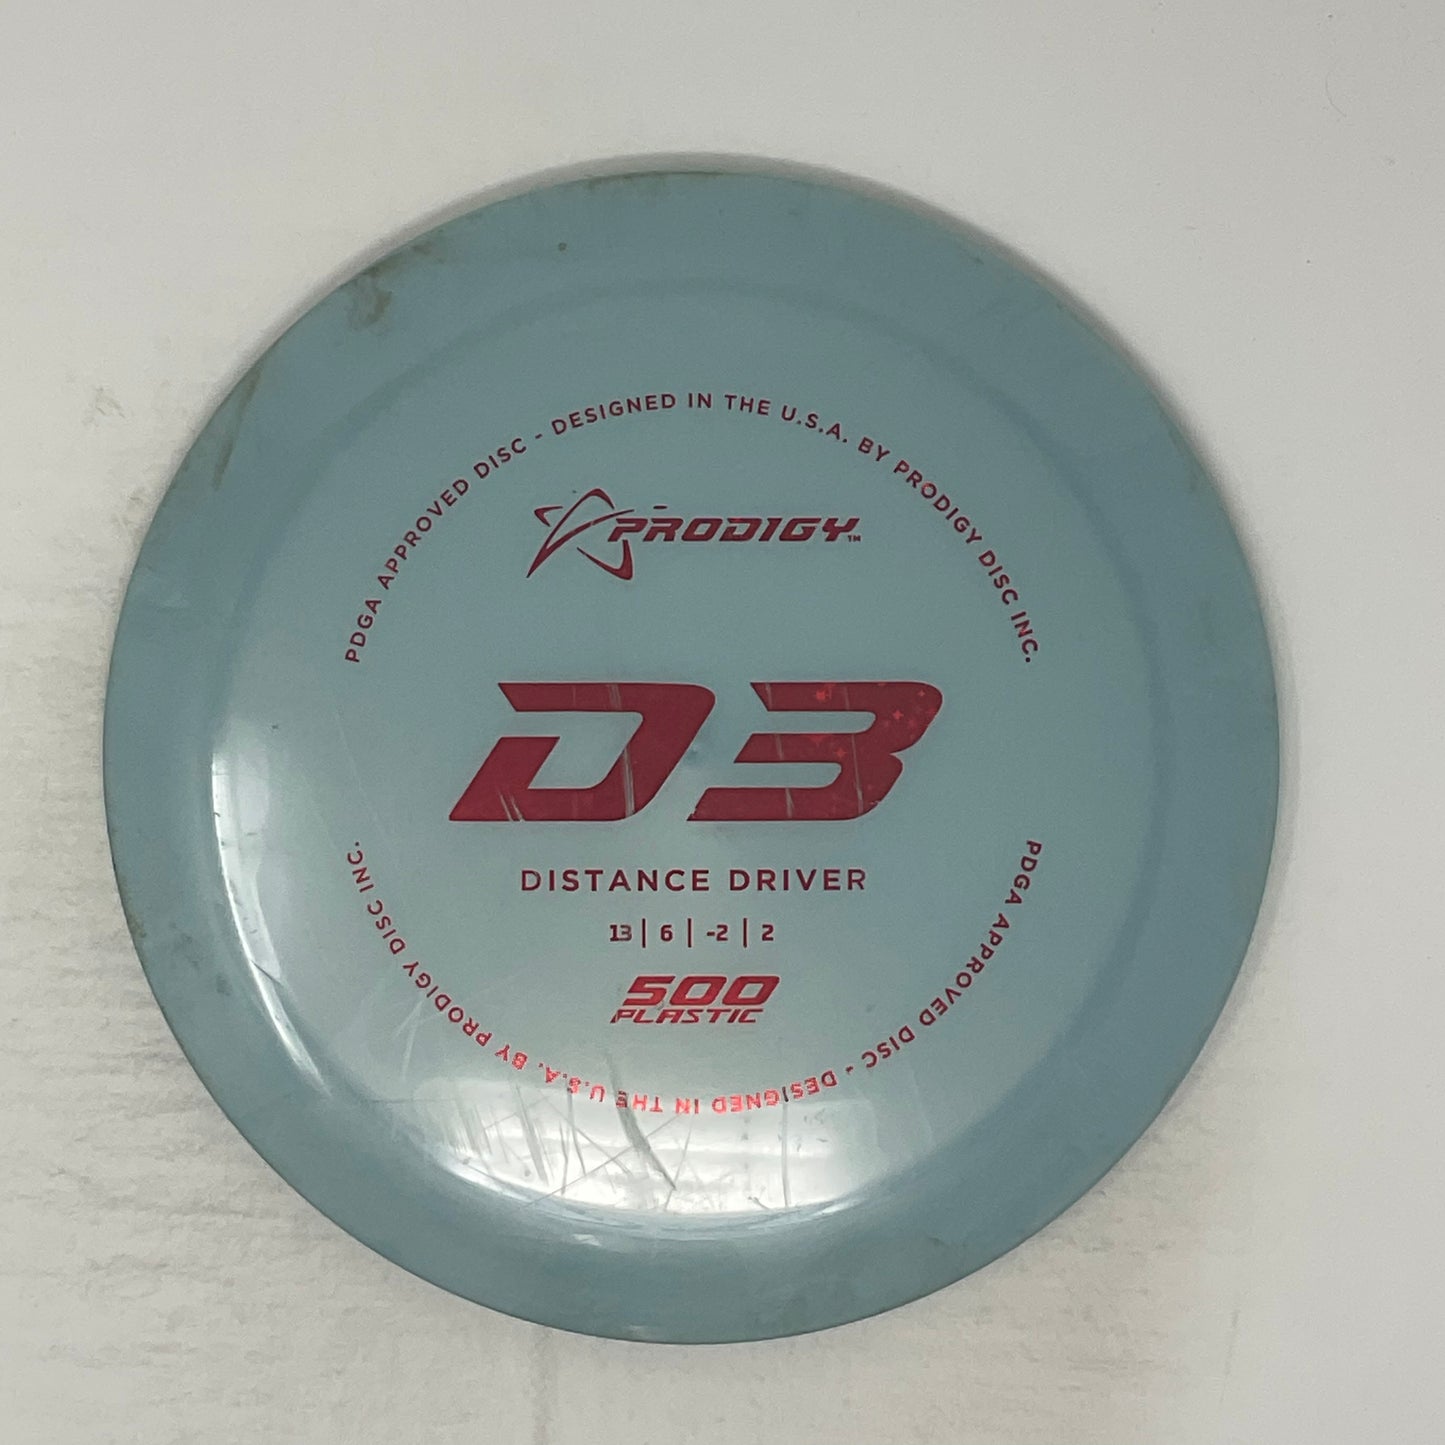 PDGA APPROVED DISC - DESIGNED IN THE U.S.A. BY PRODIGY DISC INC.
PRODIGY™
D3
DISTANCE DRIVER
13 | 6 | -2 | 2
500
PLASTIC
PDGA APPROVED DISC - DESIGNED IN THE U.S.A. BY PRODIGY DISC INC.